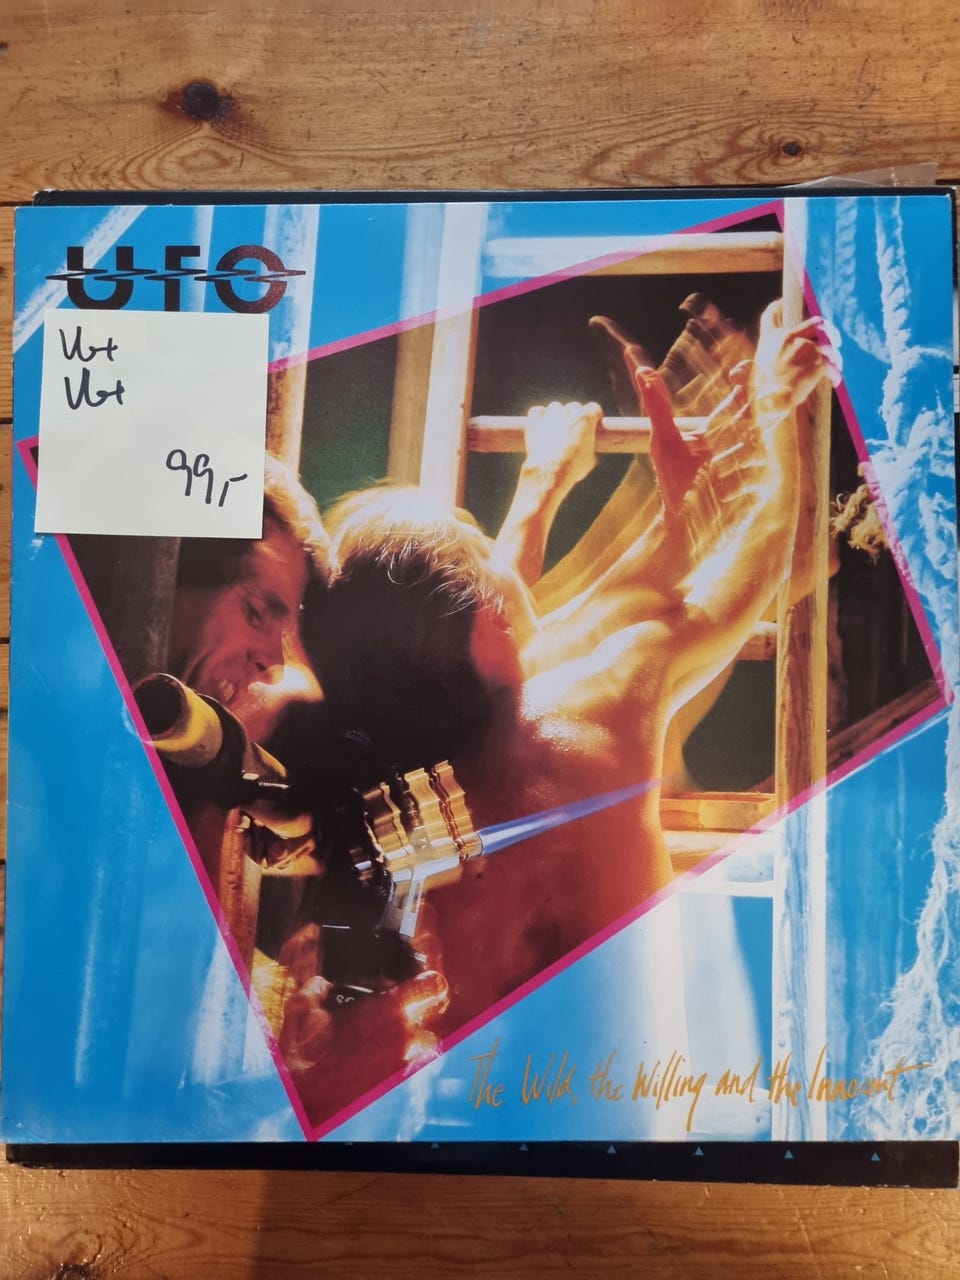 UFO
VG+
VG+
99,-
The Wild, the Willing and the Innocent